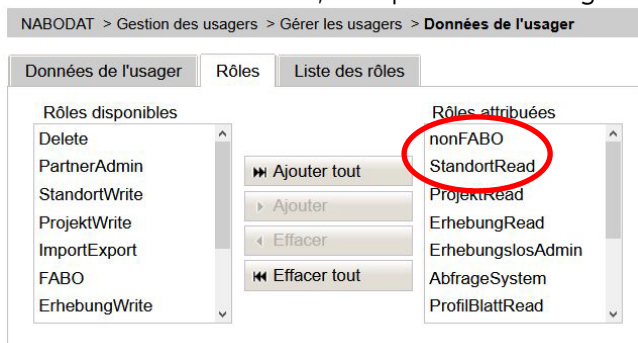 NABODAT > Gestion des usagers > Gérer les usagers > Données de l'usager
Données de l'usager Rôles Liste des rôles
Rôles disponibles
Delete
PartnerAdmin
StandortWrite
ProjektWrite
ImportExport
FABO
ErhebungWrite
Ajouter tout
Ajouter
Effacer
Effacer tout
Rôles attribuées
nonFABO
StandortRead
ProjektRead
ErhebungRead
ErhebungslosAdmin
AbfrageSystem
ProfilBlattRead